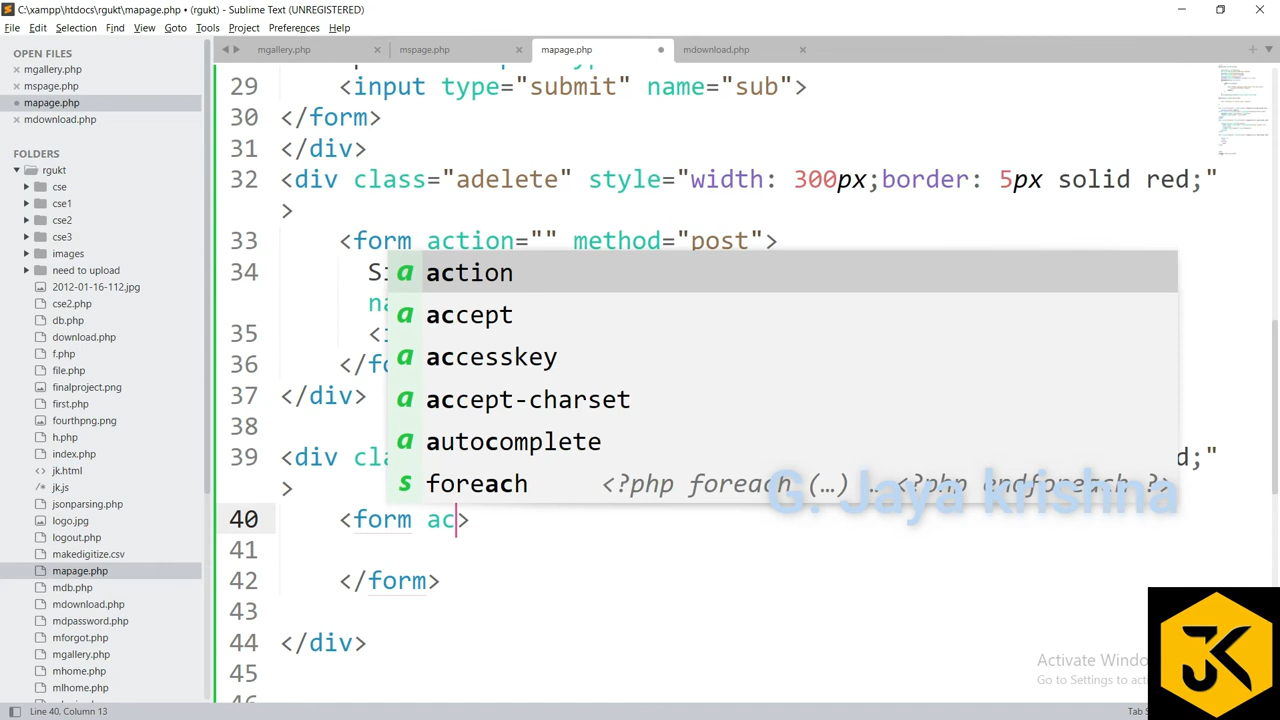 C:\xampp\htdocs\rgukt\mapage.php • (rgukt) - Sublime Text (UNREGISTERED)
File Edit Selection Find View Goto Tools Project Preferences Help
OPEN FILES
mgallery.php
mspage.php
mapage.php
mdownload.php
FOLDERS
rgukt
cse
cse1
cse2
cse3
images
need to upload
2012-01-16-112.jpg
cse2.php
db.php
download.php
f.php
file.php
finalproject.png
first.php
fourthpng.png
h.php
index.php
jk.html
jk.js
jsonparsing.php
logo.jpg
makedigitize.csv
mapage.php
mdb.php
mdownload.php
mdpassword.php
mforgot.php
mgallery.php
mhome.php
mlhome.php
mgallery.php mspage.php mapage.php mdownload.php
29 <input type="submit" name="sub">
30 </form>
31 </div>
32 <div class="adelete" style="width: 300px;border: 5px solid red;"
>
33 <form action="" method="post">
34
35
36
37 </div>
38
39 <div
>
40 <form ac>
41
42 </form>
43
44 </div>
45
action
accept
accesskey
accept-charset
autocomplete
foreach <?php foreach (…) … <?php endforeach ?>
G. Jaya krishna
Go to Settings to
JK
Line 40, Column 13